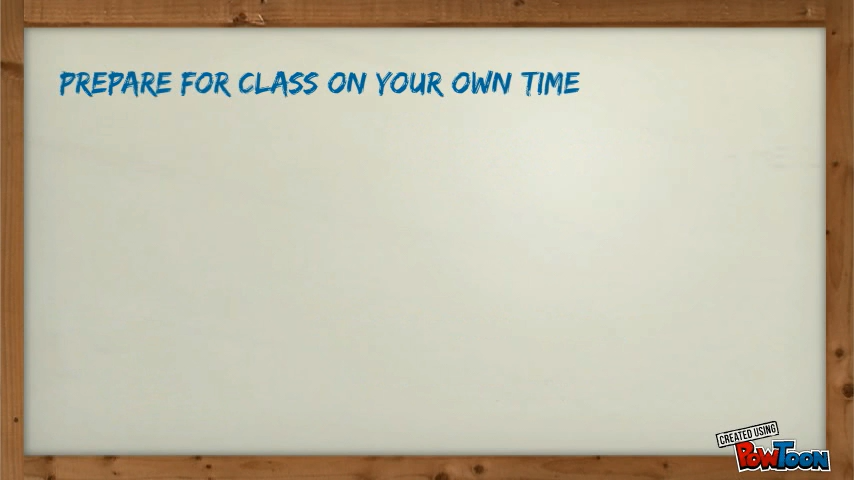 PREPARE FOR CLASS ON YOUR OWN TIME
CREATED USING
POWTOON